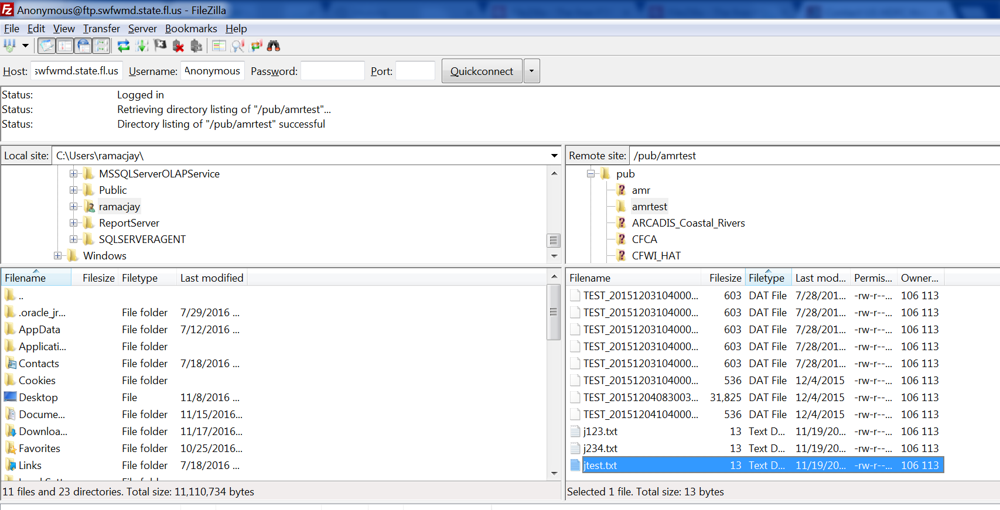 Anonymous@ftp.swfwmd.state.fl.us - FileZilla
File Edit View Transfer Server Bookmarks Help
Host: swfwmd.state.fl.us Username: Anonymous Password: Port: Quickconnect
Status: Logged in
Status: Retrieving directory listing of "/pub/amrtest"...
Status: Directory listing of "/pub/amrtest" successful
Local site: C:\Users\ramacjay\
MSSQLServerOLAPService
Public
ramacjay
ReportServer
SQLSERVERAGENT
Windows
Remote site: /pub/amrtest
pub
amr
amrtest
ARCADIS_Coastal_Rivers
CFCA
CFWI_HAT
Filename Filesize Filetype Last modified
..
.oracle_jr... File folder 7/29/2016 ...
AppData File folder 7/12/2016 ...
Applicati... File folder
Contacts File folder 7/18/2016 ...
Cookies File folder
Desktop File 11/8/2016 ...
Docume... File folder 11/15/2016...
Downloa... File folder 11/17/2016...
Favorites File folder 10/25/2016...
Links File folder 7/18/2016 ...
11 files and 23 directories. Total size: 11,110,734 bytes
Filename Filesize Filetype Last mod... Permis... Owner...
TEST_20151203104000... 603 DAT File 7/28/201... -rw-r--... 106 113
TEST_20151203104000... 603 DAT File 7/28/201... -rw-r--... 106 113
TEST_20151203104000... 603 DAT File 7/28/201... -rw-r--... 106 113
TEST_20151203104000... 603 DAT File 7/28/201... -rw-r--... 106 113
TEST_20151203104000... 603 DAT File 7/28/201... -rw-r--... 106 113
TEST_20151203104000... 536 DAT File 12/4/2015 -rw-r--... 106 113
TEST_20151204083003... 31,825 DAT File 12/4/2015 -rw-r--... 106 113
TEST_20151204104000... 536 DAT File 12/4/2015 -rw-r--... 106 113
j123.txt 13 Text D... 11/19/20... -rw-r--... 106 113
j234.txt 13 Text D... 11/19/20... -rw-r--... 106 113
jtest.txt 13 Text D... 11/19/20... -rw-r--... 106 113
Selected 1 file. Total size: 13 bytes